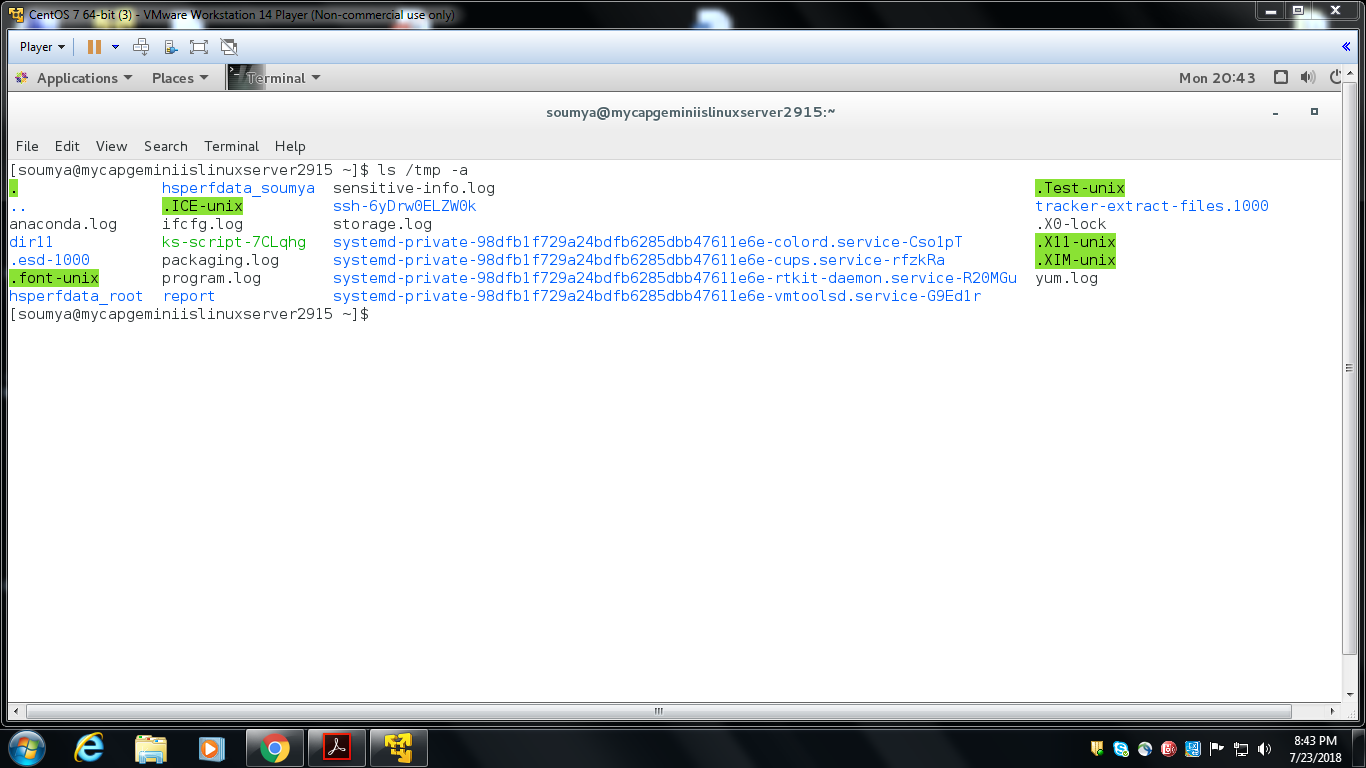 CentOS 7 64-bit (3) - VMware Workstation 14 Player (Non-commercial use only)
Player
Applications Places Terminal Mon 20:43
soumya@mycapgeminiislinuxserver2915:~
File Edit View Search Terminal Help
[soumya@mycapgeminiislinuxserver2915 ~]$ ls /tmp -a
. hsperfdata_soumya sensitive-info.log .Test-unix
.. .ICE-unix ssh-6yDrw0ELZW0k tracker-extract-files.1000
anaconda.log ifcfg.log storage.log .X0-lock
dir11 ks-script-7CLqhg systemd-private-98dfb1f729a24bdfb6285dbb47611e6e-colord.service-Cso1pT .X11-unix
.esd-1000 packaging.log systemd-private-98dfb1f729a24bdfb6285dbb47611e6e-cups.service-rfzkRa .XIM-unix
.font-unix program.log systemd-private-98dfb1f729a24bdfb6285dbb47611e6e-rtkit-daemon.service-R20MGu yum.log
hsperfdata_root report systemd-private-98dfb1f729a24bdfb6285dbb47611e6e-vmtoolsd.service-G9Ed1r
[soumya@mycapgeminiislinuxserver2915 ~]$
8:43 PM
7/23/2018